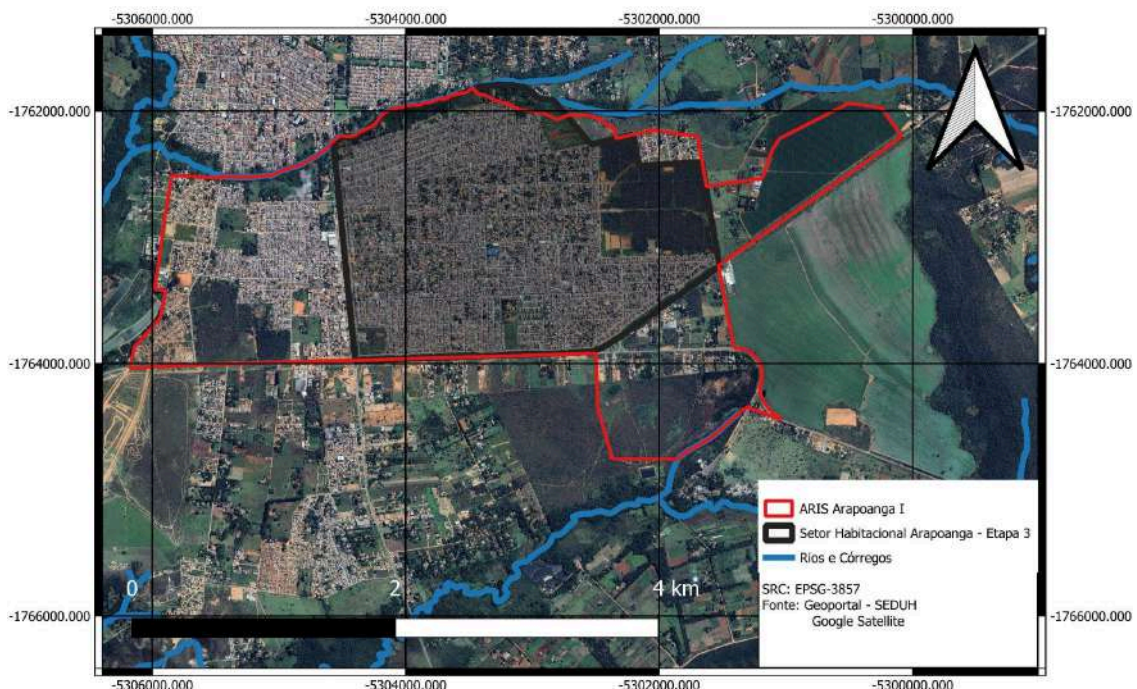 -5306000.000 -5304000.000 -5302000.000 -5300000.000
-1762000.000 -1762000.000
-1764000.000 -1764000.000
ARIS Arapoanga I
Setor Habitacional Arapoanga - Etapa 3
Rios e Córregos
0 2 4 km
SRC: EPSG-3857
Fonte: Geoportal - SEDUH
Google Satellite
-1766000.000 -1766000.000
-5306000.000 -5304000.000 -5302000.000 -5300000.000